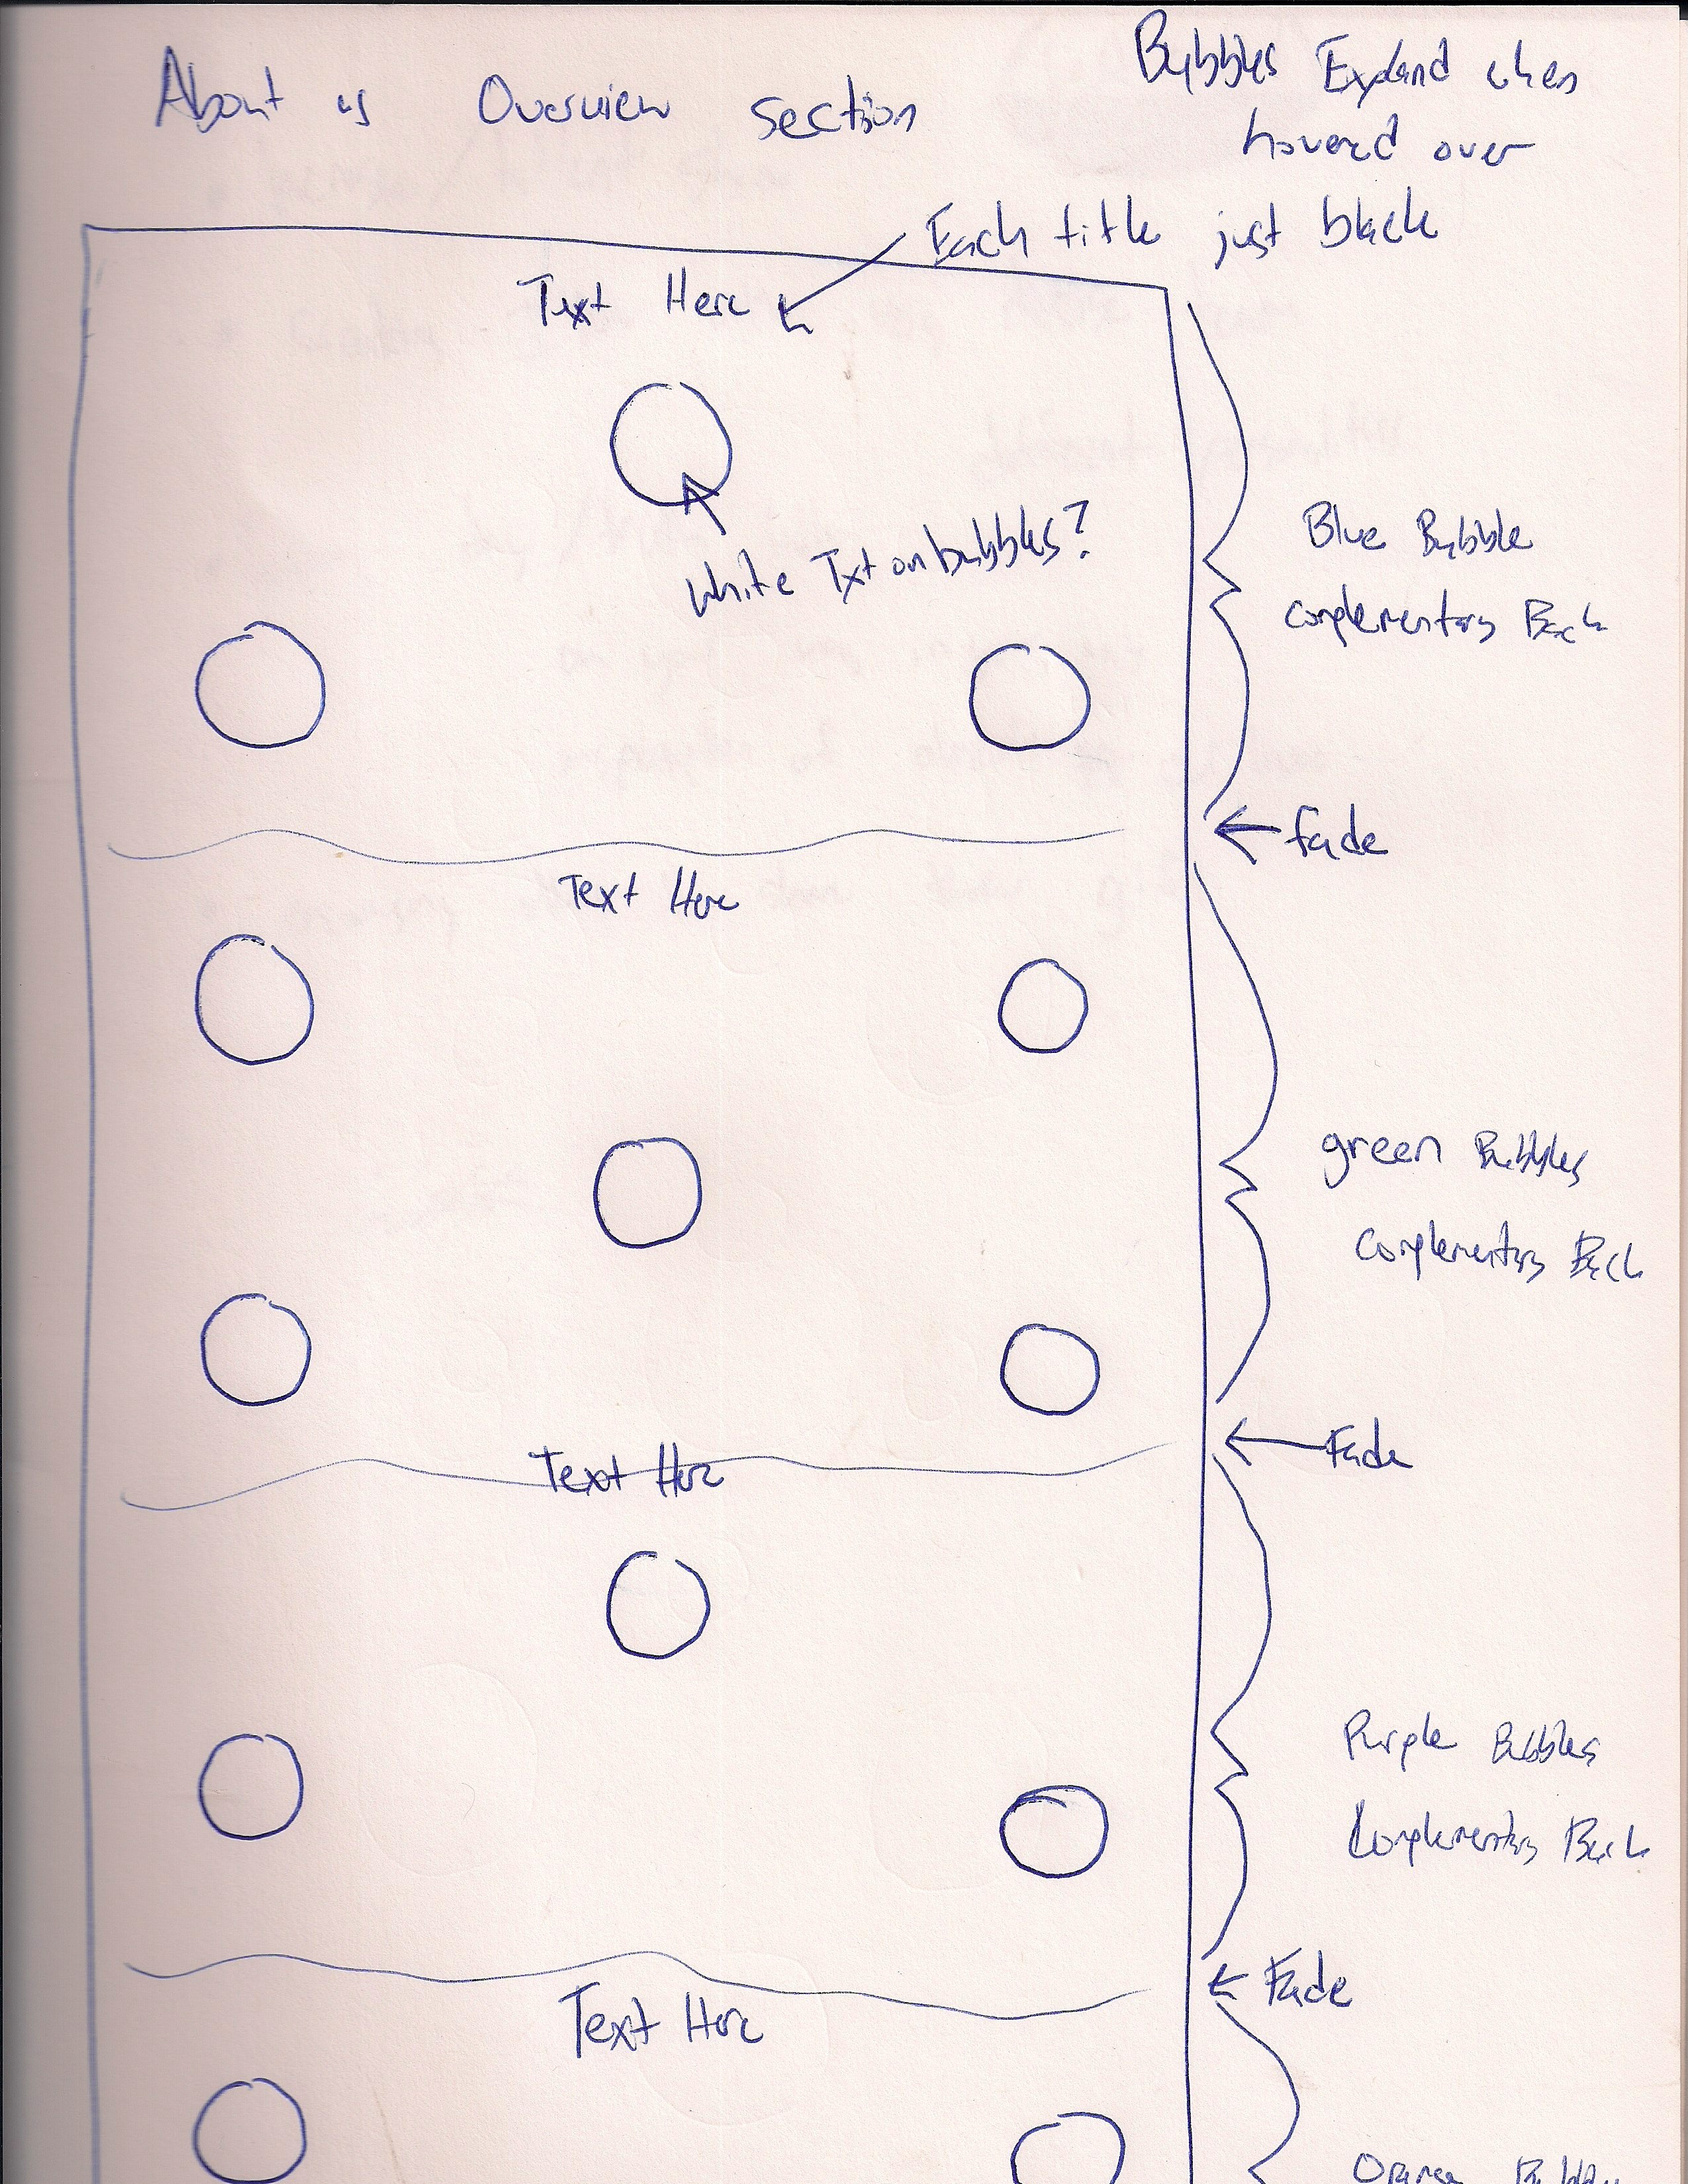 About us Overview section
Bubbles Expand when
hovered over
Each title just black
Text Here
White Txt on bubbles?
Blue Bubble
complementary Back
fade
Text Here
green Bubbles
Complementary Back
Fade
Text Here
Purple Bubbles
Complementary Back
Fade
Text Here
Orange Bubbles